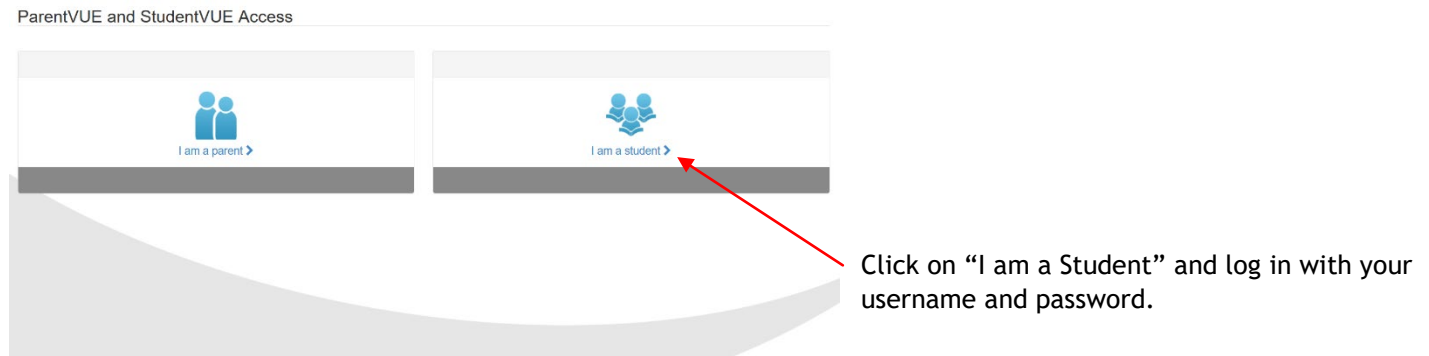 ParentVUE and StudentVUE Access
I am a parent
I am a student
Click on “I am a Student” and log in with your
username and password.